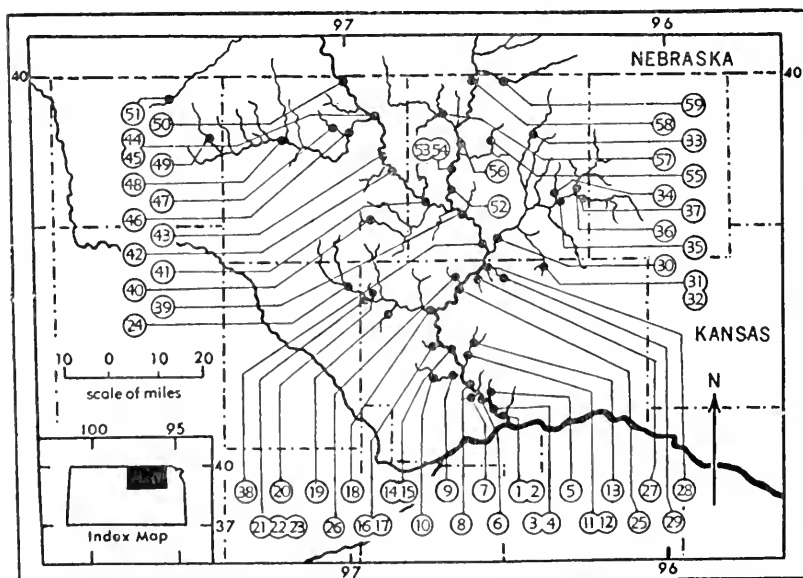 97 96
NEBRASKA
40 40
51 50 59
58 33
44
45 49 53 54 57
48 56 55
47 34
46 52 37
43 36
42 35
41 30
40 31
39 32
24
KANSAS
10 0 10 20
scale of miles
N
100 95
40
37
Index Map
38 20 19 18 14 15 9 7 1 2 5 13 27 28
21 22 23 26 16 17 10 8 6 3 4 11 12 25 29
97 96